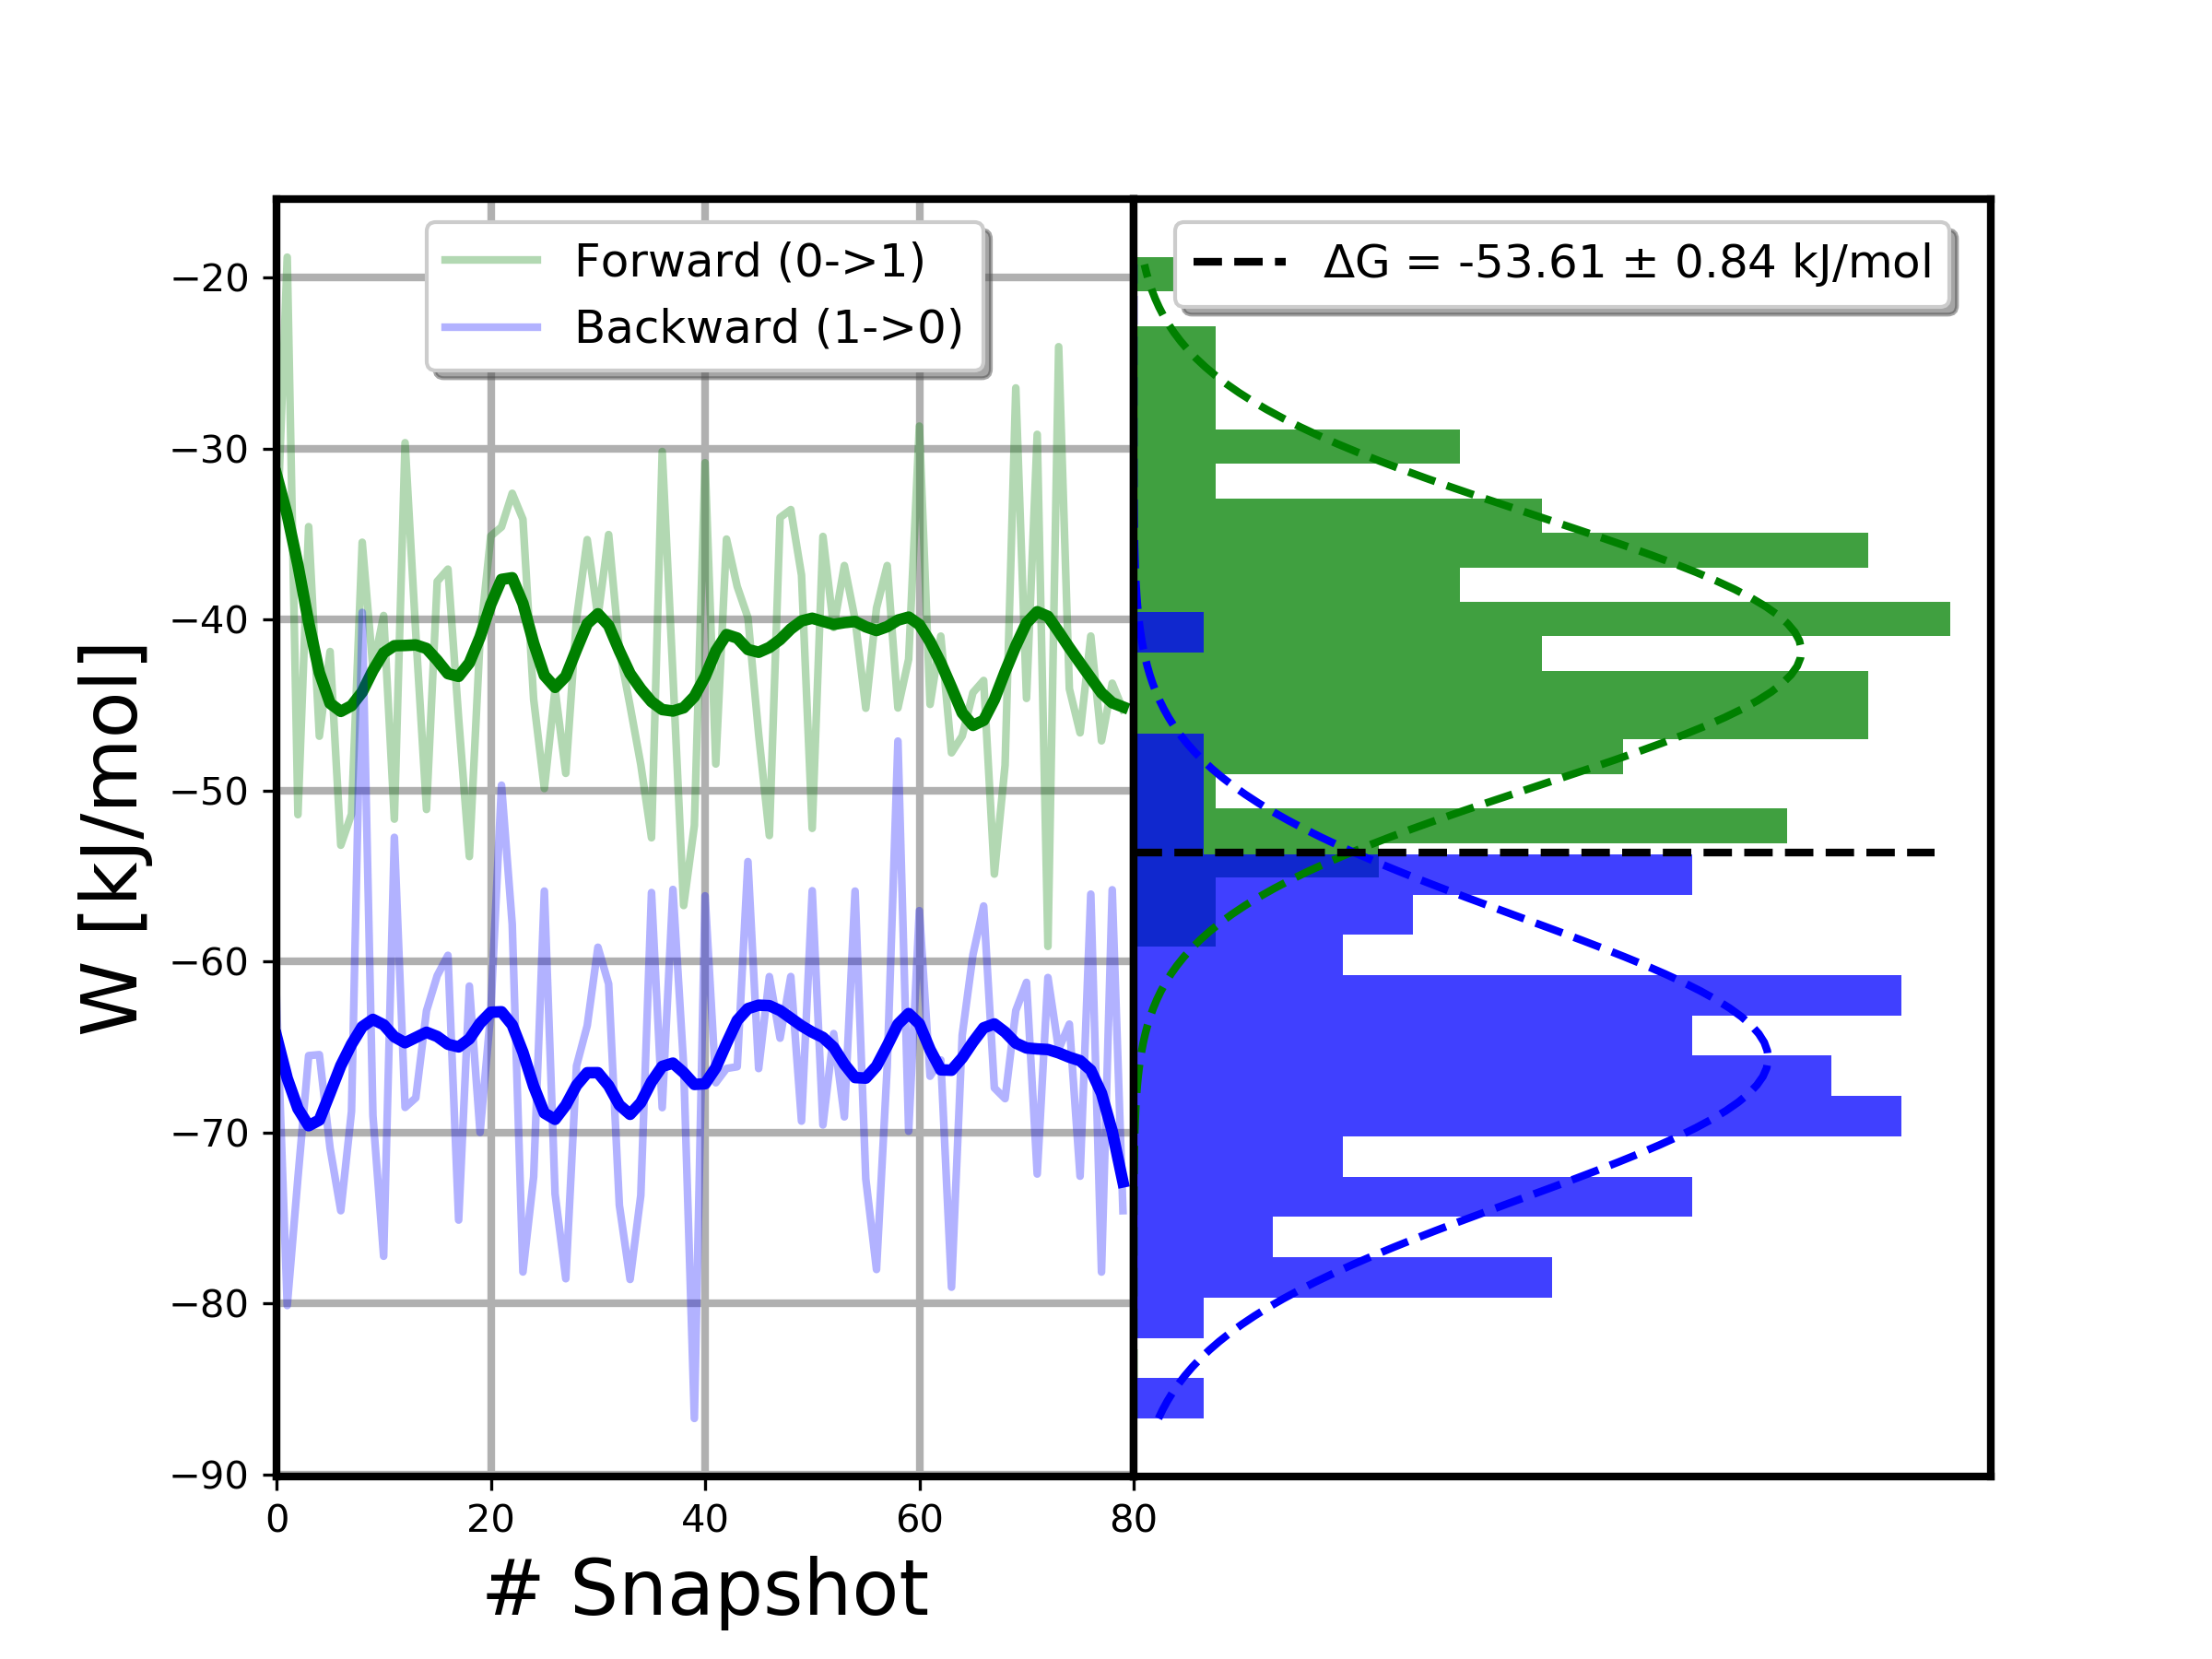 Forward (0->1)
Backward (1->0)
ΔG = -53.61 ± 0.84 kJ/mol
W [kJ/mol]
−20
−30
−40
−50
−60
−70
−80
−90
0 20 40 60 80
# Snapshot